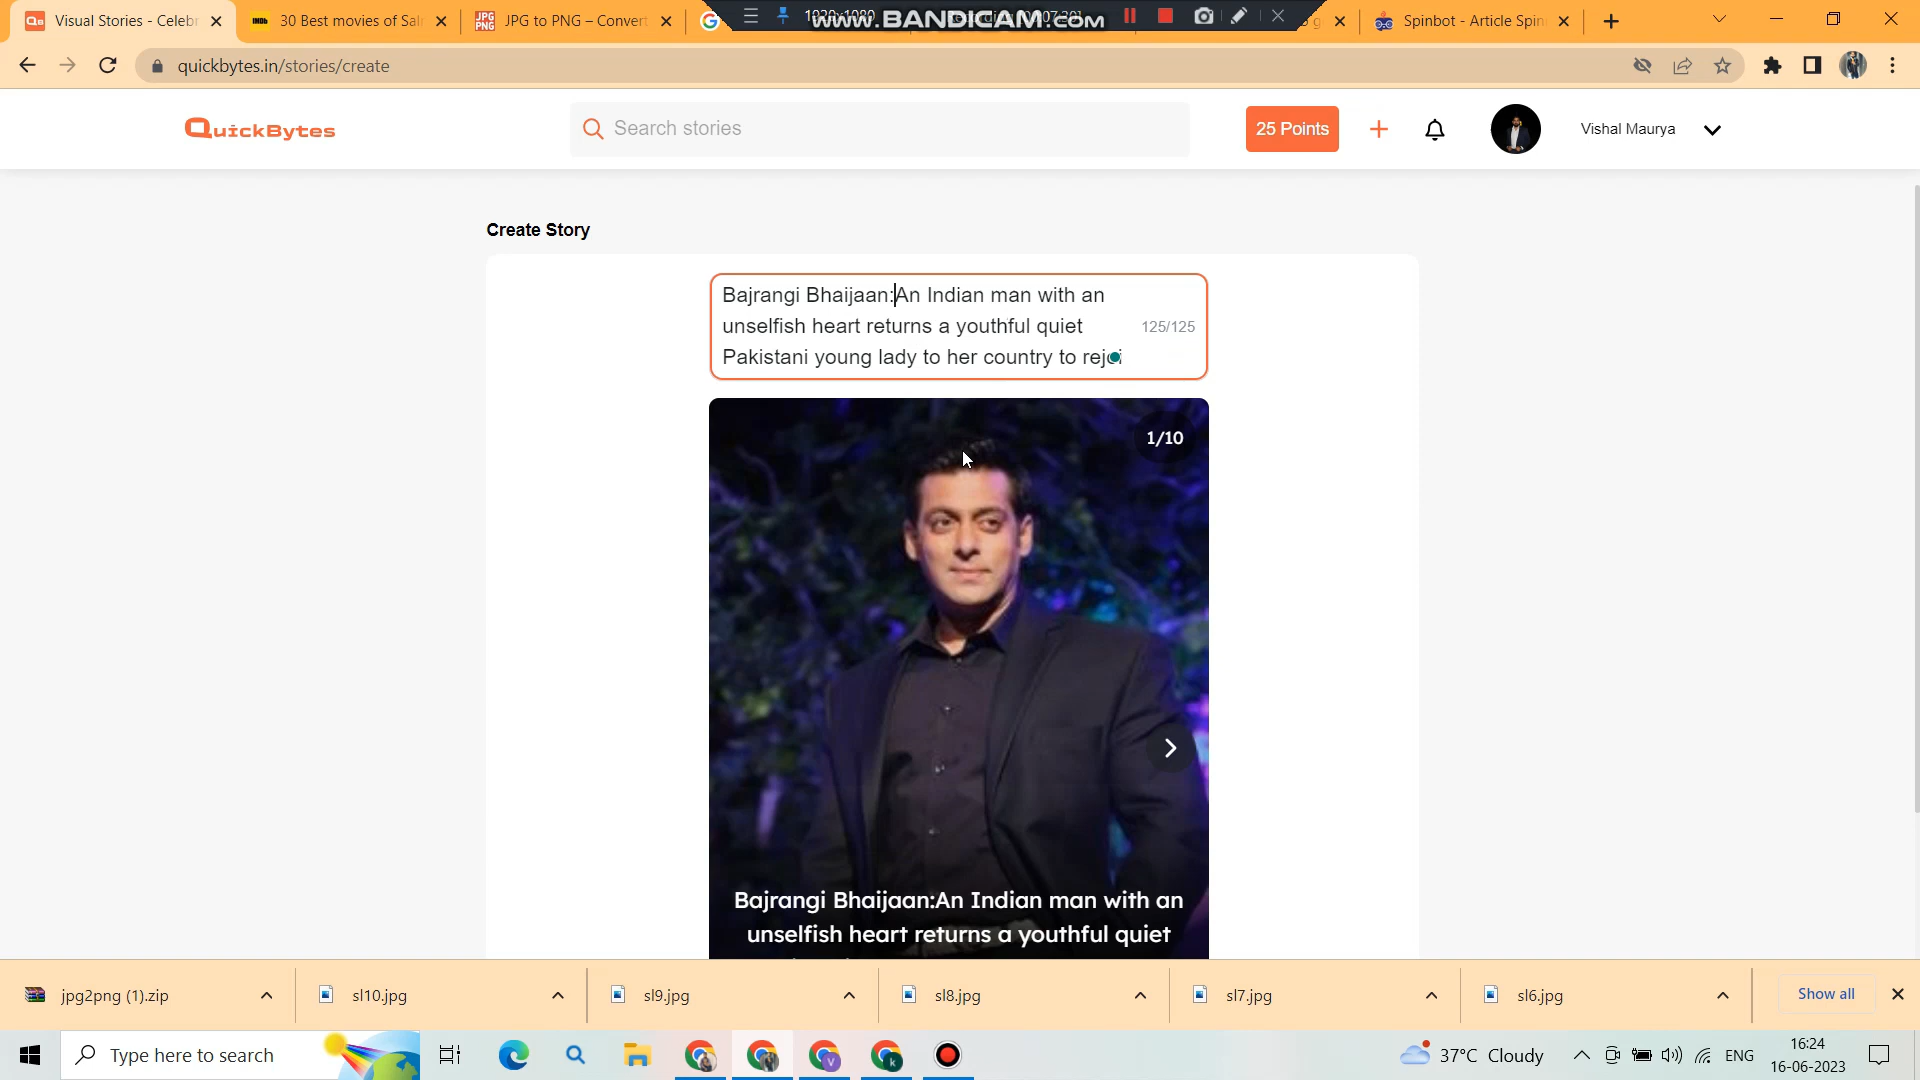 Visual Stories - Celebr
30 Best movies of Sal
JPG to PNG – Convert
1920x1080
www.BANDICAM.com
Spinbot - Article Spin
quickbytes.in/stories/create
QuickBytes
Search stories
25 Points
Vishal Maurya
Create Story
Bajrangi Bhaijaan:An Indian man with an
unselfish heart returns a youthful quiet
125/125
Pakistani young lady to her country to rejoi
1/10
Bajrangi Bhaijaan:An Indian man with an
unselfish heart returns a youthful quiet
jpg2png (1).zip
sl10.jpg
sl9.jpg
sl8.jpg
sl7.jpg
sl6.jpg
Show all
Type here to search
37°C Cloudy
ENG
16:24
16-06-2023